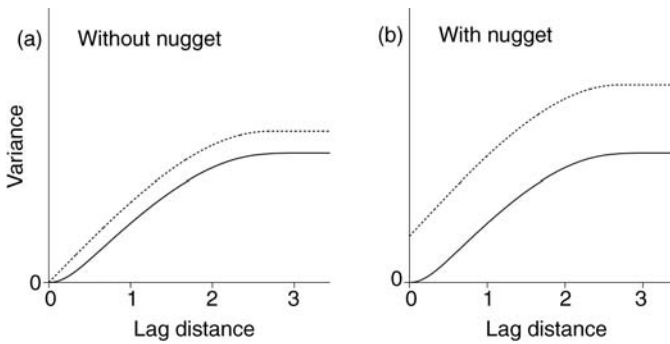 (a) Without nugget
Variance
0
0 1 2 3
Lag distance
(b) With nugget
0
0 1 2 3
Lag distance